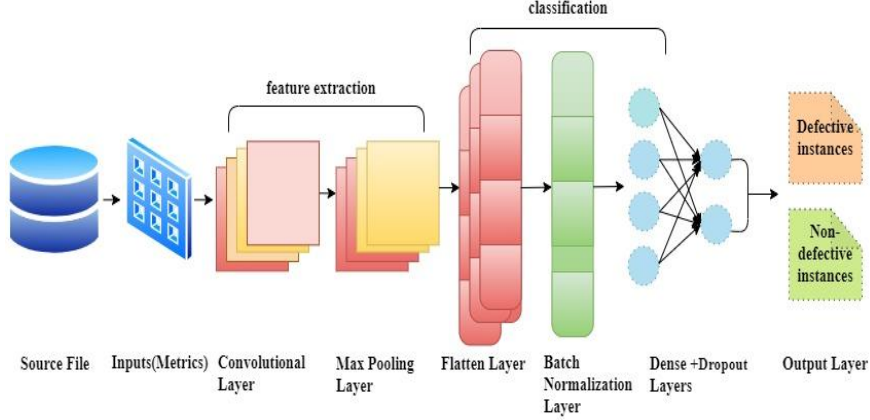 classification
feature extraction
Defective
instances
Non-
defective
instances
Source File
Inputs(Metrics)
Convolutional
Layer
Max Pooling
Layer
Flatten Layer
Batch
Normalization
Layer
Dense +Dropout
Layers
Output Layer